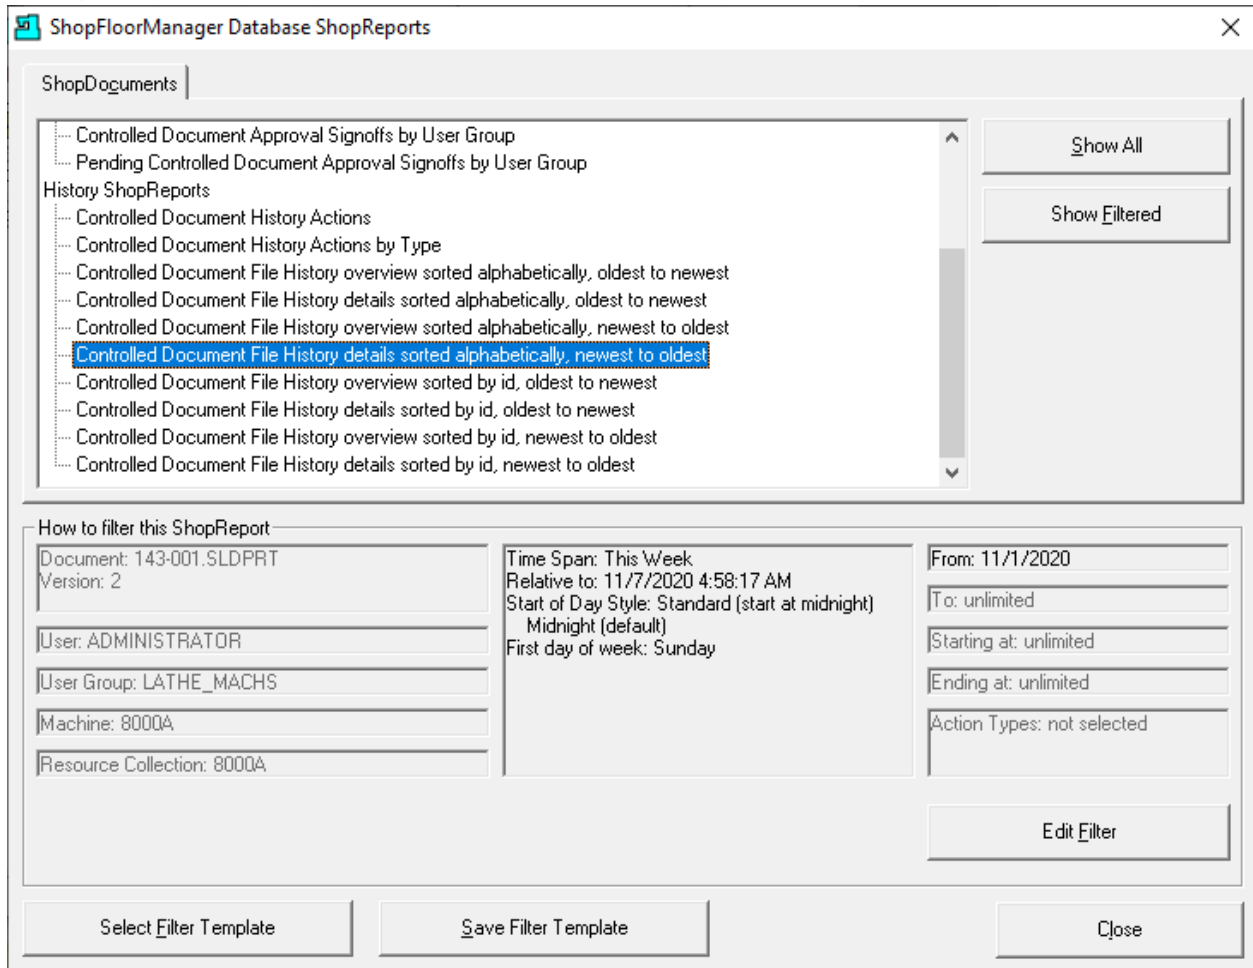 ShopFloorManager Database ShopReports
ShopDocuments
Controlled Document Approval Signoffs by User Group
Pending Controlled Document Approval Signoffs by User Group
History ShopReports
Controlled Document History Actions
Controlled Document History Actions by Type
Controlled Document File History overview sorted alphabetically, oldest to newest
Controlled Document File History details sorted alphabetically, oldest to newest
Controlled Document File History overview sorted alphabetically, newest to oldest
Controlled Document File History details sorted alphabetically, newest to oldest
Controlled Document File History overview sorted by id, oldest to newest
Controlled Document File History details sorted by id, oldest to newest
Controlled Document File History overview sorted by id, newest to oldest
Controlled Document File History details sorted by id, newest to oldest
Show All
Show Filtered
How to filter this ShopReport
Document: 143-001.SLDPRT
Version: 2
User: ADMINISTRATOR
User Group: LATHE_MACHS
Machine: 8000A
Resource Collection: 8000A
Time Span: This Week
Relative to: 11/7/2020 4:58:17 AM
Start of Day Style: Standard (start at midnight)
Midnight (default)
First day of week: Sunday
From: 11/1/2020
To: unlimited
Starting at: unlimited
Ending at: unlimited
Action Types: not selected
Edit Filter
Select Filter Template
Save Filter Template
Close